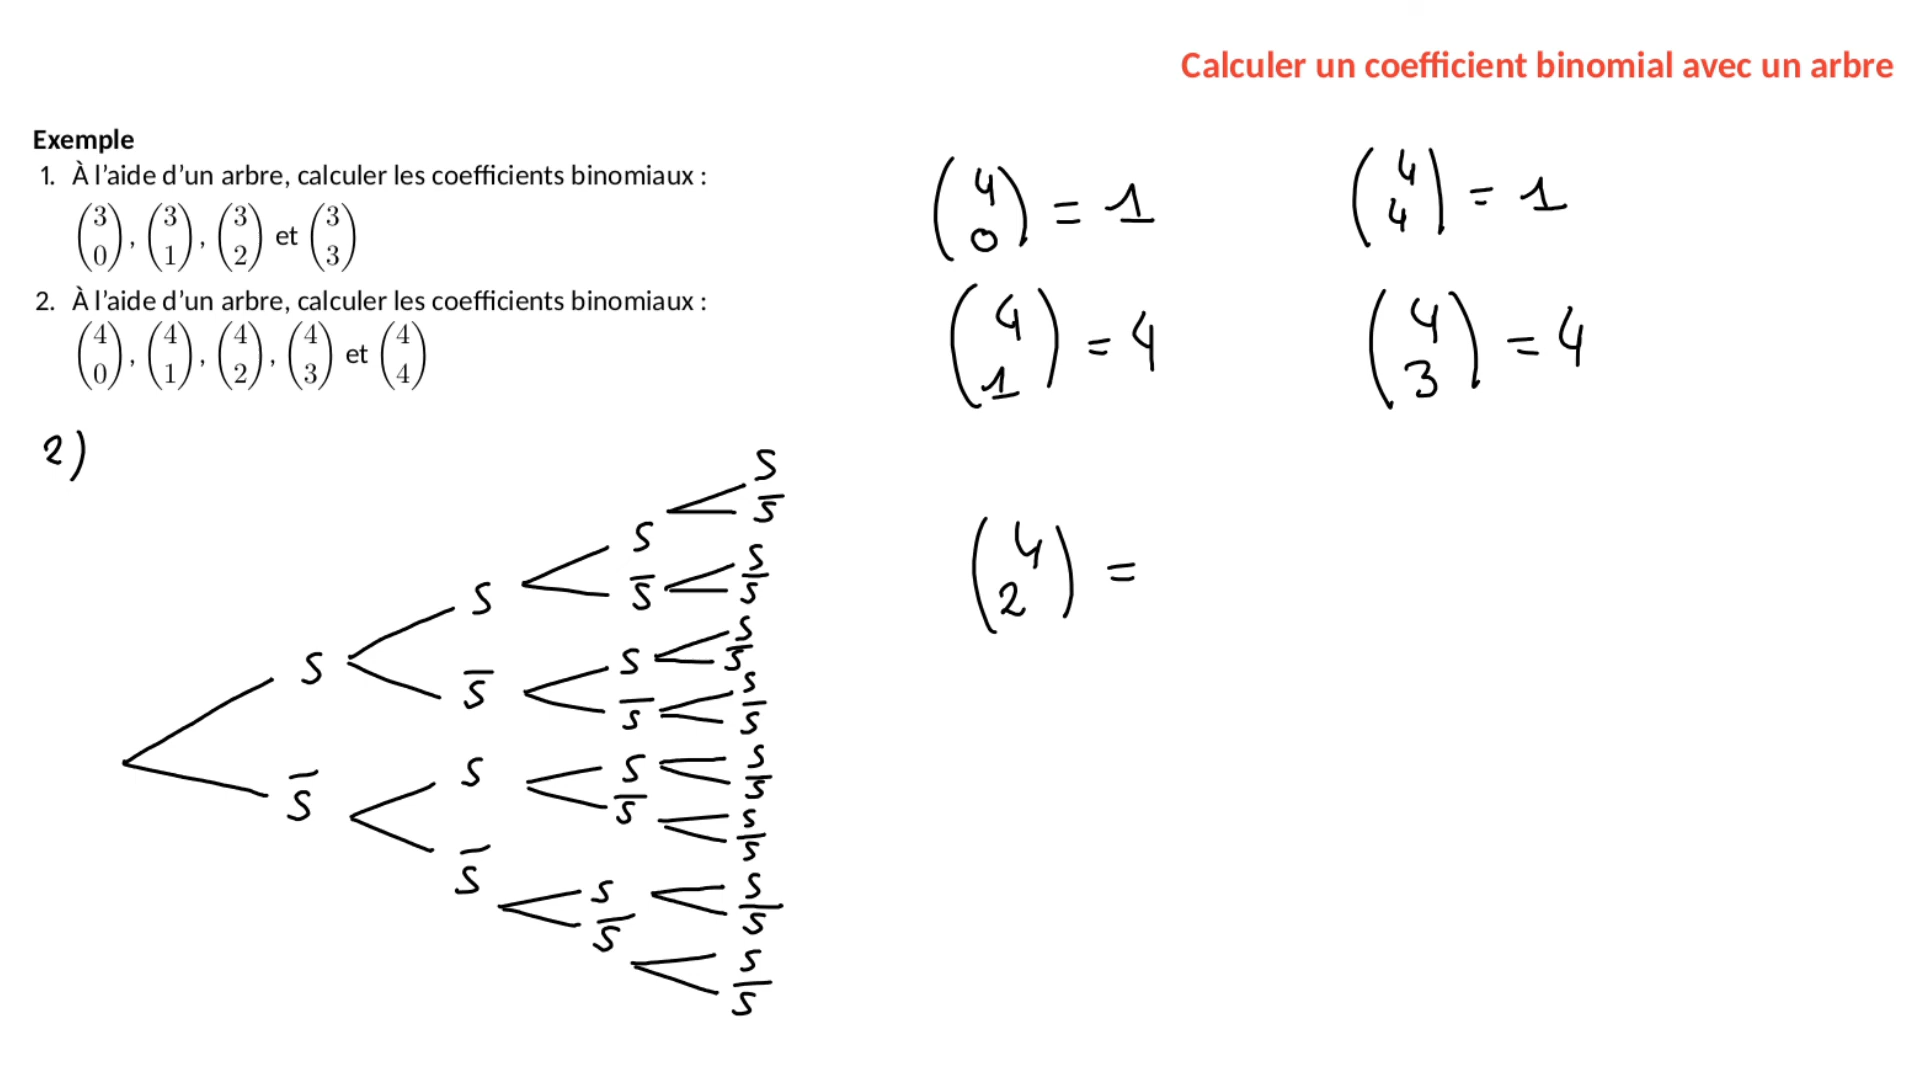 Calculer un coefficient binomial avec un arbre
Exemple
1. À l'aide d'un arbre, calculer les coefficients binomiaux :
(3 0), (3 1), (3 2) et (3 3)
2. À l'aide d'un arbre, calculer les coefficients binomiaux :
(4 0), (4 1), (4 2), (4 3) et (4 4)
2)
S
S̅
S
S̅
S
S̅
S
S̅
S
S̅
S
S̅
S
S̅
S
S̅
S
S̅
S
S̅
S
S̅
S
S̅
S
S̅
S
S̅
S
S̅
(4 0) = 1
(4 4) = 1
(4 1) = 4
(4 3) = 4
(4 2) =